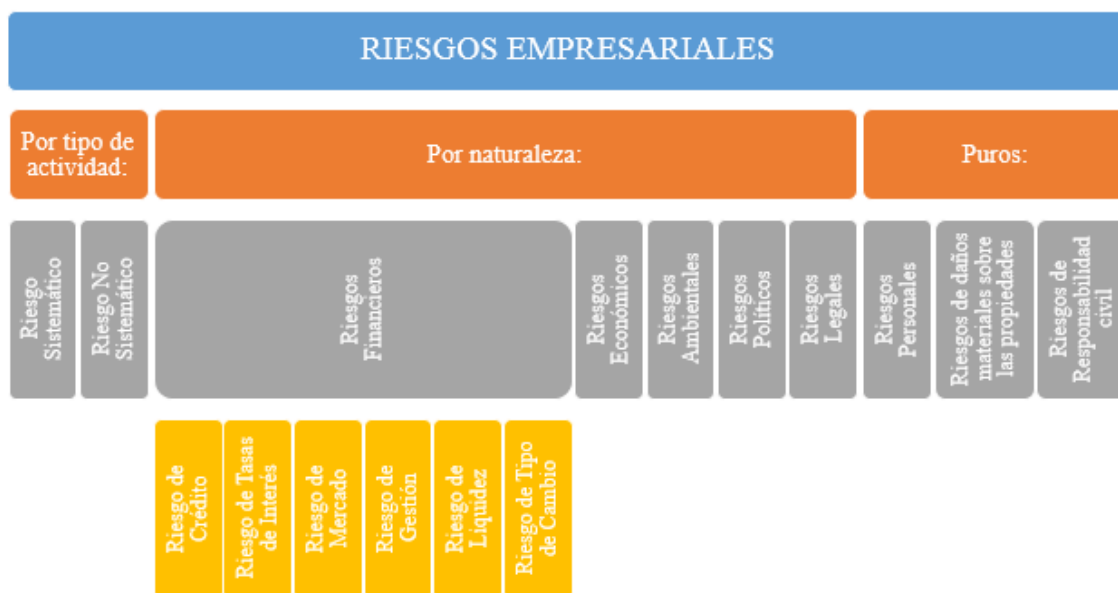 RIESGOS EMPRESARIALES
Por tipo de
actividad:
Por naturaleza:
Puros:
Riesgo
Sistemático
Riesgo No
Sistemático
Riesgos
Financieros
Riesgos
Económicos
Riesgos
Ambientales
Riesgos
Políticos
Riesgos
Legales
Riesgos
Personales
Riesgos de daños
materiales sobre
las propiedades
Riesgos de
Responsabilidad
civil
Riesgo de
Crédito
Riesgo de Tasas
de Interés
Riesgo de
Mercado
Riesgo de
Gestión
Riesgo de
Liquidez
Riesgo de Tipo
de Cambio